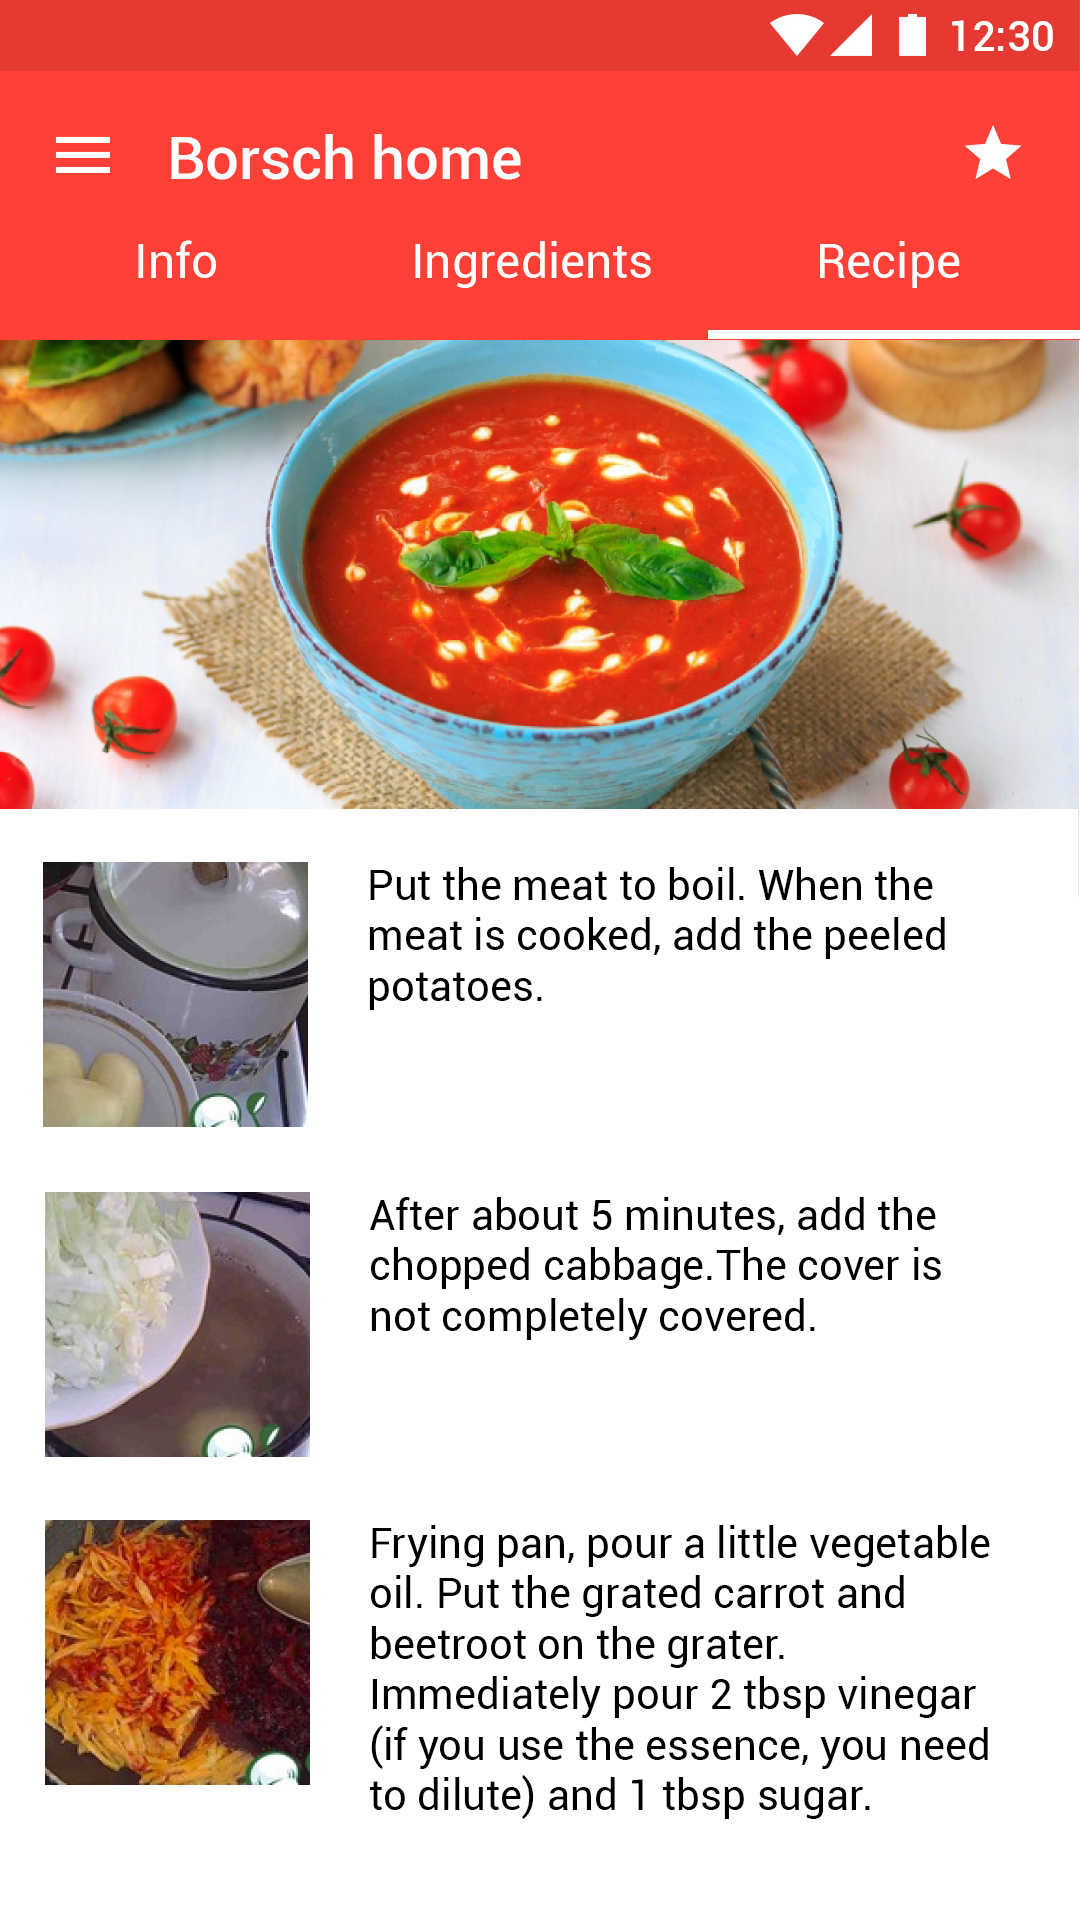 12:30
Borsch home
Info Ingredients Recipe
Put the meat to boil. When the
meat is cooked, add the peeled
potatoes.
After about 5 minutes, add the
chopped cabbage.The cover is
not completely covered.
Frying pan, pour a little vegetable
oil. Put the grated carrot and
beetroot on the grater.
Immediately pour 2 tbsp vinegar
(if you use the essence, you need
to dilute) and 1 tbsp sugar.